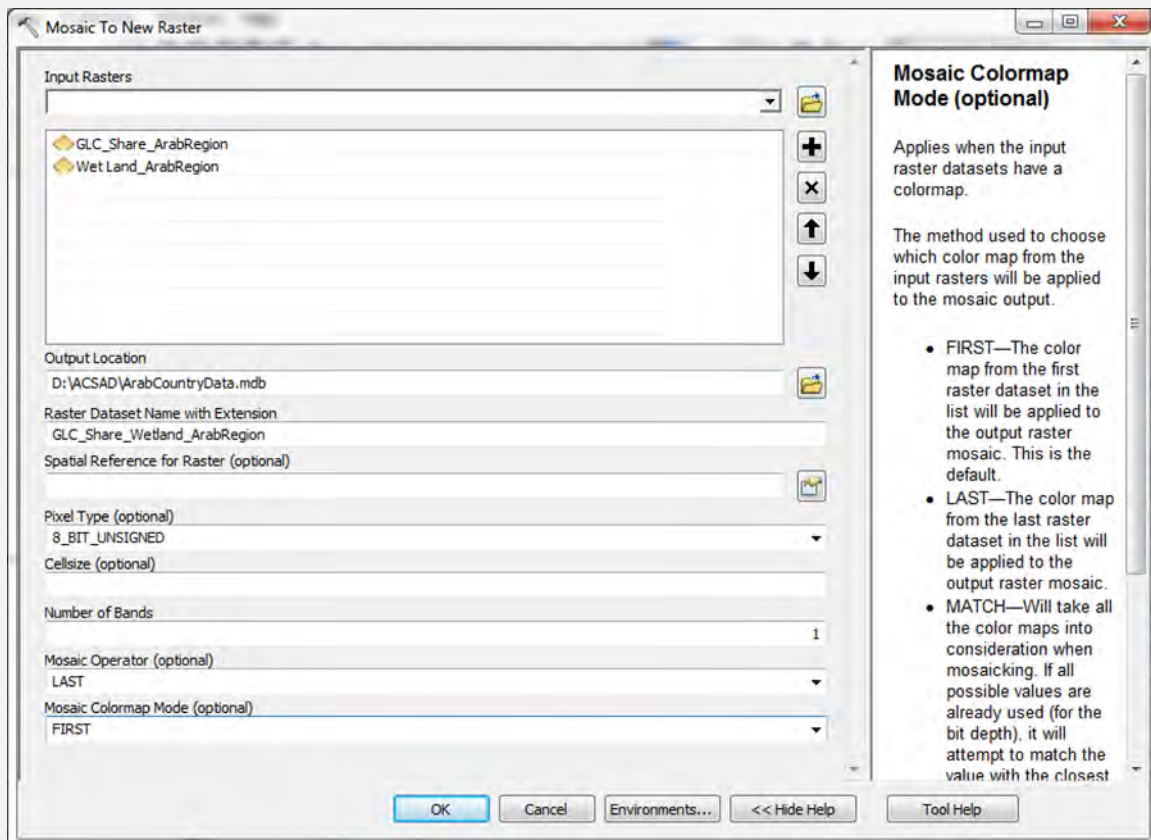 Mosaic To New Raster
Input Rasters
GLC_Share_ArabRegion
Wet Land_ArabRegion
Output Location
D:\ACSAD\ArabCountryData.mdb
Raster Dataset Name with Extension
GLC_Share_Wetland_ArabRegion
Spatial Reference for Raster (optional)
Pixel Type (optional)
8_BIT_UNSIGNED
Cellsize (optional)
Number of Bands
1
Mosaic Operator (optional)
LAST
Mosaic Colormap Mode (optional)
FIRST
OK
Cancel
Environments...
<< Hide Help
Tool Help
Mosaic Colormap
Mode (optional)
Applies when the input
raster datasets have a
colormap.
The method used to choose
which color map from the
input rasters will be applied
to the mosaic output.
• FIRST—The color
map from the first
raster dataset in the
list will be applied to
the output raster
mosaic. This is the
default.
• LAST—The color map
from the last raster
dataset in the list will
be applied to the
output raster mosaic.
• MATCH—Will take all
the color maps into
consideration when
mosaicking. If all
possible values are
already used (for the
bit depth), it will
attempt to match the
value with the closest